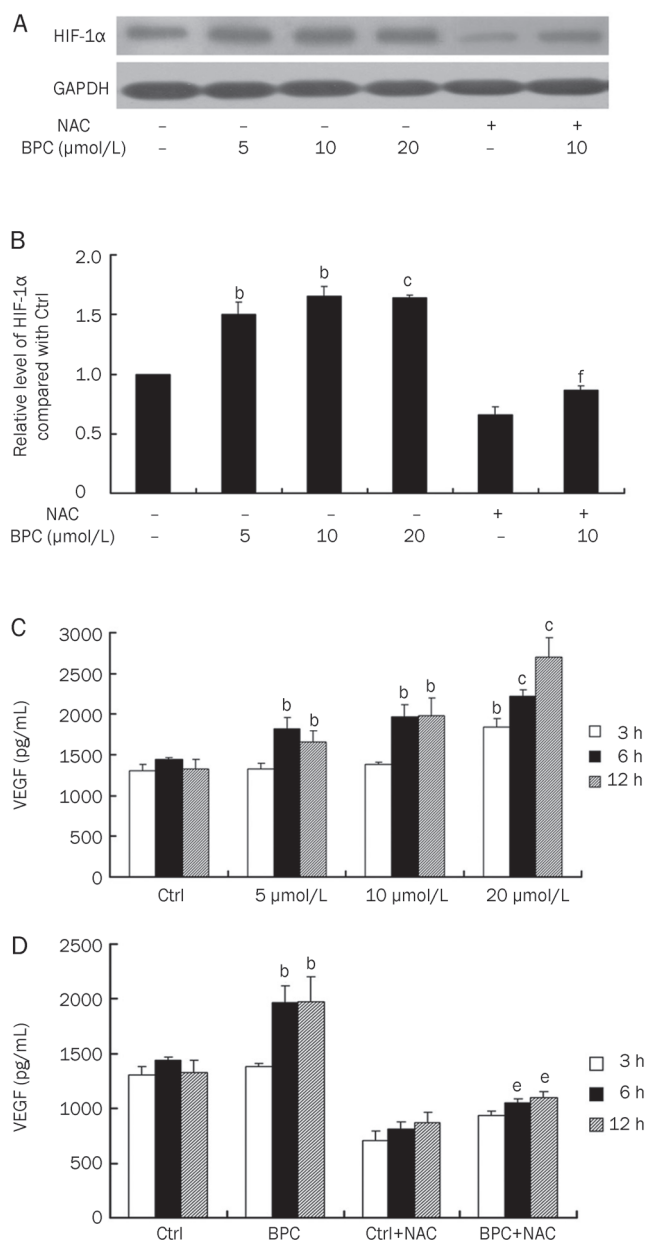 A
HIF-1α
GAPDH
NAC – – – – + +
BPC (µmol/L) – 5 10 20 – 10
B
Relative level of HIF-1α
compared with Ctrl
2.0
1.5
1.0
0.5
0
b b c f
NAC – – – – + +
BPC (µmol/L) – 5 10 20 – 10
C
VEGF (pg/mL)
3000
2500
2000
1500
1000
500
0
b b b b b c c
3 h
6 h
12 h
Ctrl 5 µmol/L 10 µmol/L 20 µmol/L
D
VEGF (pg/mL)
2500
2000
1500
1000
500
0
b b e e
3 h
6 h
12 h
Ctrl BPC Ctrl+NAC BPC+NAC